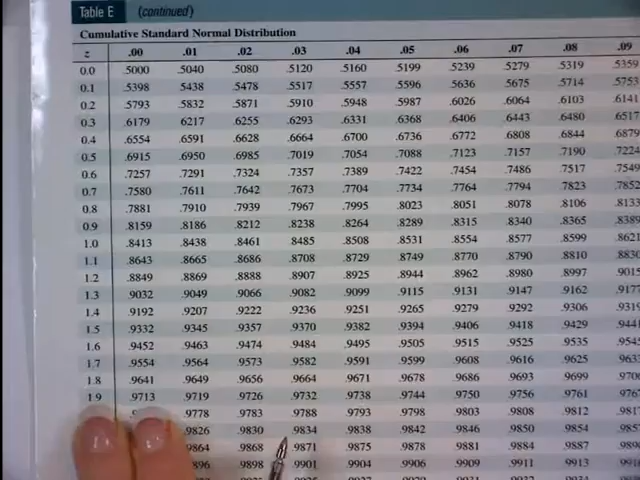 Table E (continued)
Cumulative Standard Normal Distribution
z .00 .01 .02 .03 .04 .05 .06 .07 .08 .09
0.0 .5000 .5040 .5080 .5120 .5160 .5199 .5239 .5279 .5319 .5359
0.1 .5398 .5438 .5478 .5517 .5557 .5596 .5636 .5675 .5714 .5753
0.2 .5793 .5832 .5871 .5910 .5948 .5987 .6026 .6064 .6103 .6141
0.3 .6179 .6217 .6255 .6293 .6331 .6368 .6406 .6443 .6480 .6517
0.4 .6554 .6591 .6628 .6664 .6700 .6736 .6772 .6808 .6844 .6879
0.5 .6915 .6950 .6985 .7019 .7054 .7088 .7123 .7157 .7190 .7224
0.6 .7257 .7291 .7324 .7357 .7389 .7422 .7454 .7486 .7517 .7549
0.7 .7580 .7611 .7642 .7673 .7704 .7734 .7764 .7794 .7823 .7852
0.8 .7881 .7910 .7939 .7967 .7995 .8023 .8051 .8078 .8106 .8133
0.9 .8159 .8186 .8212 .8238 .8264 .8289 .8315 .8340 .8365 .8389
1.0 .8413 .8438 .8461 .8485 .8508 .8531 .8554 .8577 .8599 .8621
1.1 .8643 .8665 .8686 .8708 .8729 .8749 .8770 .8790 .8810 .8830
1.2 .8849 .8869 .8888 .8907 .8925 .8944 .8962 .8980 .8997 .9015
1.3 .9032 .9049 .9066 .9082 .9099 .9115 .9131 .9147 .9162 .9177
1.4 .9192 .9207 .9222 .9236 .9251 .9265 .9279 .9292 .9306 .9319
1.5 .9332 .9345 .9357 .9370 .9382 .9394 .9406 .9418 .9429 .9441
1.6 .9452 .9463 .9474 .9484 .9495 .9505 .9515 .9525 .9535 .9545
1.7 .9554 .9564 .9573 .9582 .9591 .9599 .9608 .9616 .9625 .9633
1.8 .9641 .9649 .9656 .9664 .9671 .9678 .9686 .9693 .9699 .9706
1.9 .9713 .9719 .9726 .9732 .9738 .9744 .9750 .9756 .9761 .9767
.9778 .9783 .9788 .9793 .9798 .9803 .9808 .9812 .9817
.9826 .9830 .9834 .9838 .9842 .9846 .9850 .9854 .9857
.9864 .9868 .9871 .9875 .9878 .9881 .9884 .9887 .9890
.9898 .9901 .9904 .9906 .9909 .9911 .9913 .9916